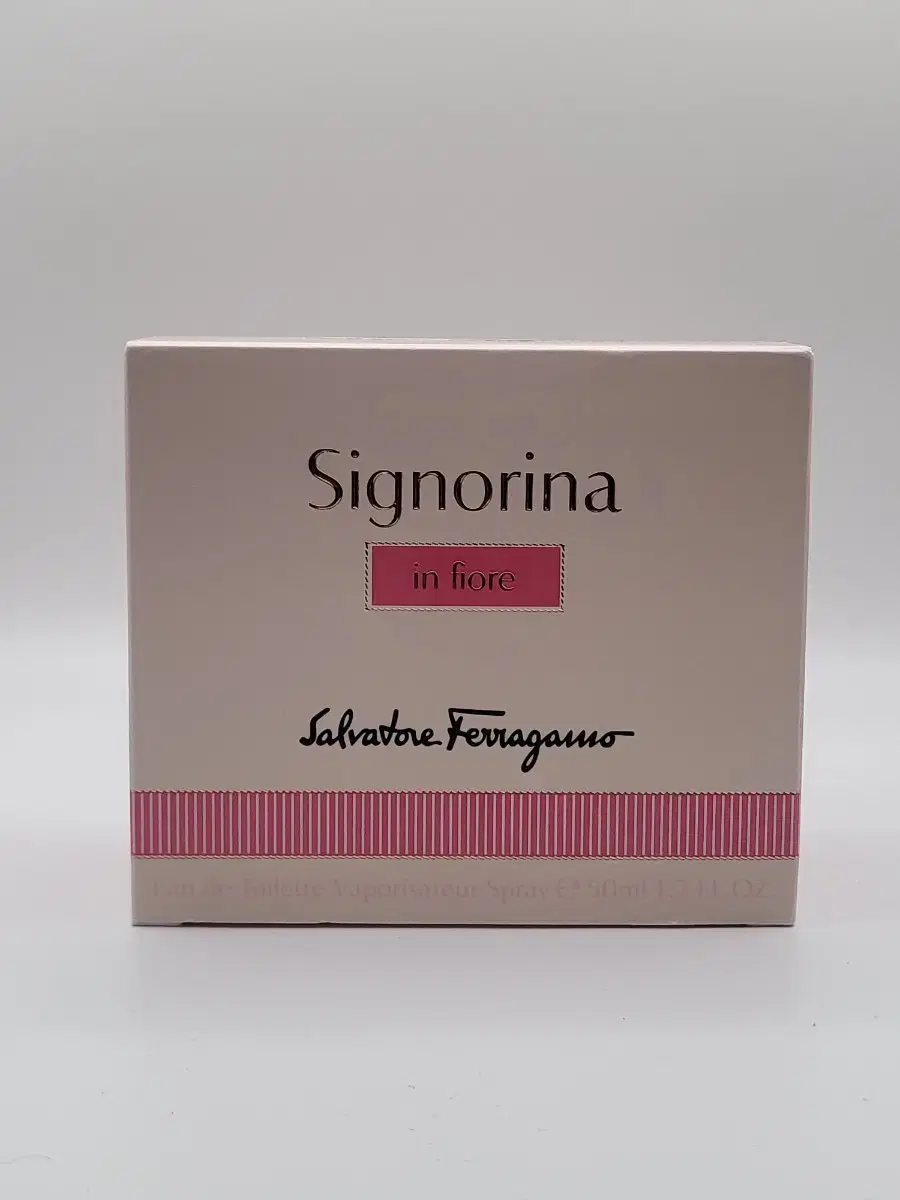 Signorina
in fiore
Salvatore Ferragamo
Eau de Toilette Vaporisateur Spray e 50ml 1.7 FL.OZ.